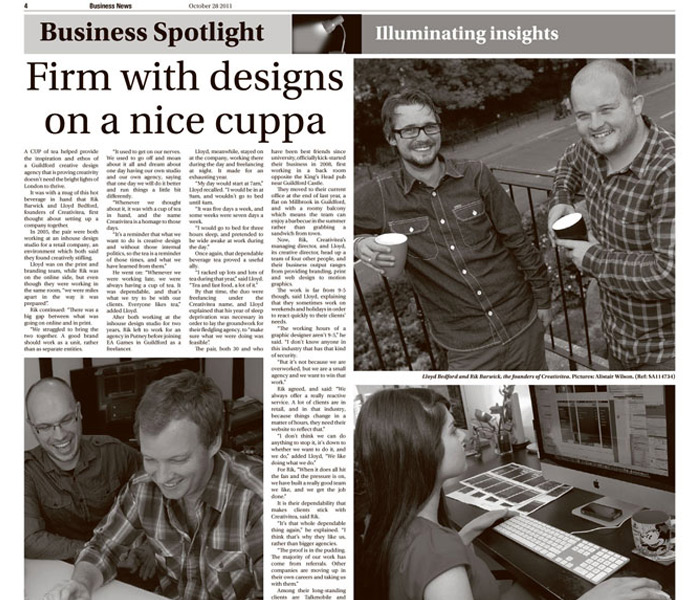 4 Business News October 28 2011
Business Spotlight
Illuminating insights
Firm with designs
on a nice cuppa
A CUP of tea helped provide
the inspiration and ethos of
a Guildford creative design
agency that is proving creativity
doesn't need the bright lights of
London to thrive.
It was with a mug of this hot
beverage in hand that Rik
Barwick and Lloyd Bedford,
founders of Creativitea, first
thought about setting up a
company together.
In 2005, the pair were both
working at an inhouse design
studio for a retail company, an
environment which both said
they found creatively stifling.
Lloyd was on the print and
branding team, while Rik was
on the online side, but even
though they were working in
the same room, "we were miles
apart in the way it was
prepared".
Rik continued: "There was a
big gap between what was
going on online and in print.
"We struggled to bring the
two together. A good brand
should work as a unit, rather
than as separate entities.
"It used to get on our nerves.
We used to go off and moan
about it all and dream about
one day having our own studio
and our own agency, saying
that one day we will do it better
and run things a little bit
differently.
"Whenever we thought
about it, it was with a cup of tea
in hand, and the name
Creativitea is a homage to those
days.
"It's a reminder that what we
want to do is creative design
and without those internal
politics, so the tea is a reminder
of those times, and what we
have learned from them."
He went on: "Whenever we
were working late, we were
always having a cup of tea. It
was dependable, and that's
what we try to be with our
clients. Everyone likes tea,"
added Lloyd.
After both working at the
inhouse design studio for two
years, Rik left to work for an
agency in Putney before joining
EA Games in Guildford as a
freelancer.
Lloyd, meanwhile, stayed on
at the company, working there
during the day and freelancing
at night. It made for an
exhausting year.
"My day would start at 7am,"
Lloyd recalled. "I would be in at
9am, and wouldn't go to bed
until 4am.
"It was five days a week, and
some weeks were seven days a
week.
"I would go to bed for three
hours sleep, and pretended to
be wide awake at work during
the day."
Once again, that dependable
beverage tea proved a useful
ally.
"I racked up lots and lots of
tea during that year," said Lloyd.
"Tea and fast food, a lot of it."
By that time, the duo were
freelancing under the
Creativitea name, and Lloyd
explained that his year of sleep
deprivation was necessary in
order to lay the groundwork for
their fledgling agency, to "make
sure what we were doing was
feasible".
The pair, both 30 and who
have been best friends since
university, officially kick-started
their business in 2008, first
working in a back room
opposite the King's Head pub
near Guildford Castle.
They moved to their current
office at the end of last year, a
flat on Millbrook in Guildford,
and with a roomy balcony
which means the team can
enjoy a barbecue in the summer
rather than grabbing a
sandwich from town.
Now, Rik, Creativitea's
managing director, and Lloyd,
its creative director, head up a
team of four other people, and
their business output ranges
from providing branding, print
and web design to motion
graphics.
The work is far from 9-5
though, said Lloyd, explaining
that they sometimes work on
weekends and holidays in order
to react quickly to their clients'
needs.
"The working hours of a
graphic designer aren't 9-5," he
said. "I don't know anyone in
this industry that has that kind
of security.
"But it's not because we are
overworked, but we are a small
agency and we want to win that
work."
Rik agreed, and said: "We
always offer a really reactive
service. A lot of clients are in
retail, and in that industry,
because things change in a
matter of hours, they need their
website to reflect that."
"I don't think we can do
anything to stop it, it's down to
whether we want to do it, and
we do," added Lloyd, "We like
doing what we do."
For Rik, "When it does all hit
the fan and the pressure is on,
we have built a really good team
we like, and we get the job
done."
It is their dependability that
makes clients stick with
Creativitea, said Rik.
"It's that whole dependable
thing again," he explained. "I
think that's why they like us,
rather than bigger agencies.
"The proof is in the pudding.
The majority of our work has
come from referrals. Other
companies are moving up in
their own careers and taking us
with them."
Among their long-standing
clients are Talkmobile and
Lloyd Bedford and Rik Barwick, the founders of Creativitea. Pictures: Alistair Wilson. (Ref: SA114734)